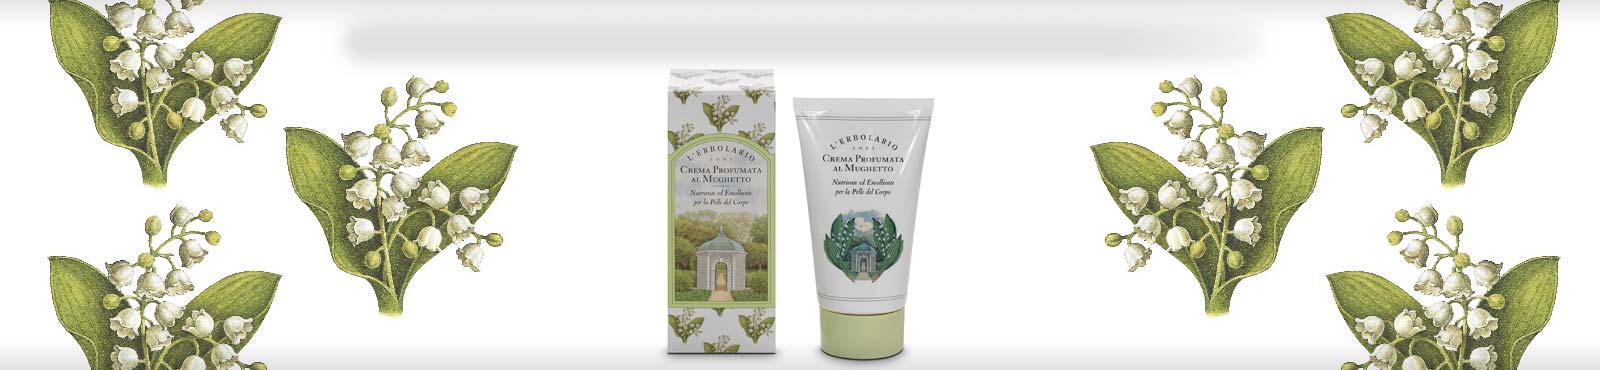 L'ERBOLARIO
LODI
CREMA PROFUMATA
AL MUGHETTO
Nutriente ed Emolliente
per la Pelle del Corpo
L'ERBOLARIO
LODI
CREMA PROFUMATA
AL MUGHETTO
Nutriente ed Emolliente
per la Pelle del Corpo